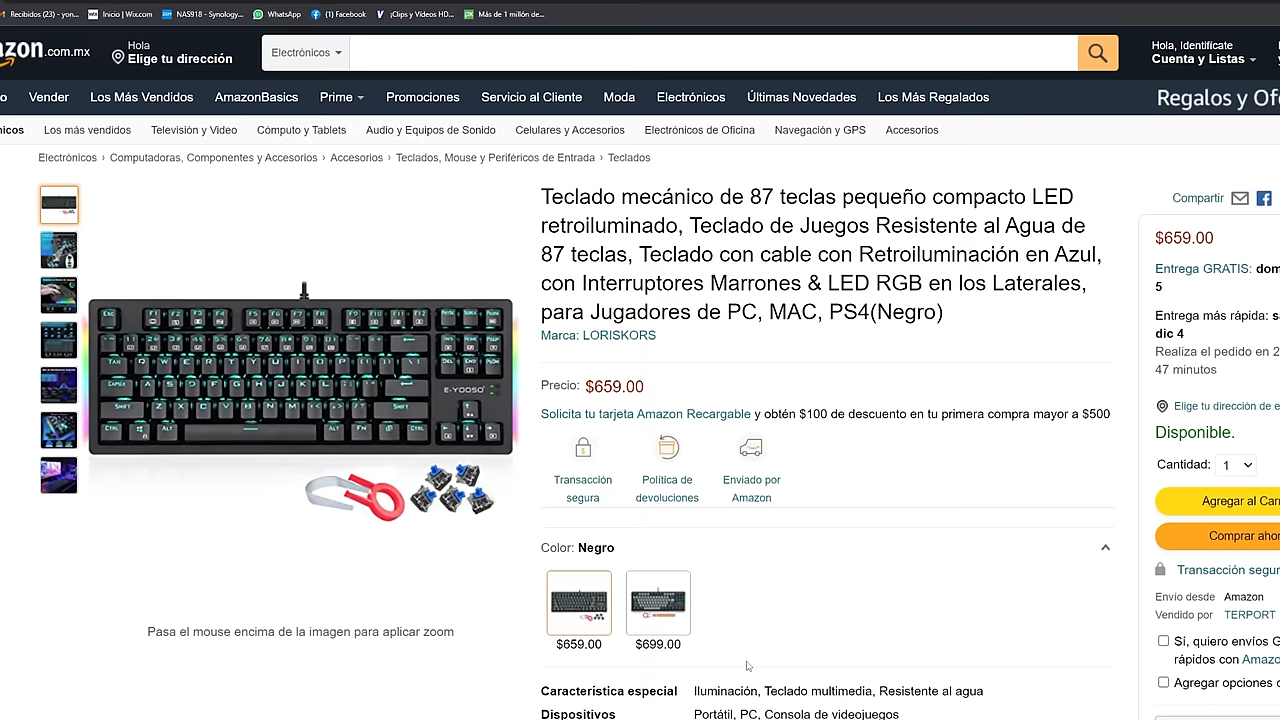 Recibidos (23) - yon...
Inicio | Wix.com
NAS918 - Synology...
WhatsApp
(1) Facebook
¡Clips y Vídeos HD...
Más de 1 millón de...
azon.com.mx
Hola
Elige tu dirección
Electrónicos
Hola, Identifícate
Cuenta y Listas
Vender
Los Más Vendidos
AmazonBasics
Prime
Promociones
Servicio al Cliente
Moda
Electrónicos
Últimas Novedades
Los Más Regalados
Regalos y Of
nicos
Los más vendidos
Televisión y Video
Cómputo y Tablets
Audio y Equipos de Sonido
Celulares y Accesorios
Electrónicos de Oficina
Navegación y GPS
Accesorios
Electrónicos › Computadoras, Componentes y Accesorios › Accesorios › Teclados, Mouse y Periféricos de Entrada › Teclados
Teclado mecánico de 87 teclas pequeño compacto LED
retroiluminado, Teclado de Juegos Resistente al Agua de
87 teclas, Teclado con cable con Retroiluminación en Azul,
con Interruptores Marrones & LED RGB en los Laterales,
para Jugadores de PC, MAC, PS4(Negro)
Marca: LORISKORS
Precio: $659.00
Solicita tu tarjeta Amazon Recargable y obtén $100 de descuento en tu primera compra mayor a $500
Transacción
segura
Política de
devoluciones
Enviado por
Amazon
E-YOOSO
Pasa el mouse encima de la imagen para aplicar zoom
Color: Negro
$659.00
$699.00
Característica especial
Iluminación, Teclado multimedia, Resistente al agua
Dispositivos
Portátil, PC, Consola de videojuegos
Compartir
$659.00
Entrega GRATIS: dom
5
Entrega más rápida: s
dic 4
Realiza el pedido en 2
47 minutos
Elige tu dirección de e
Disponible.
Cantidad: 1
Agregar al Carr
Comprar ahor
Transacción segur
Envío desde Amazon
Vendido por TERPORT
Sí, quiero envíos G
rápidos con Amazo
Agregar opciones d